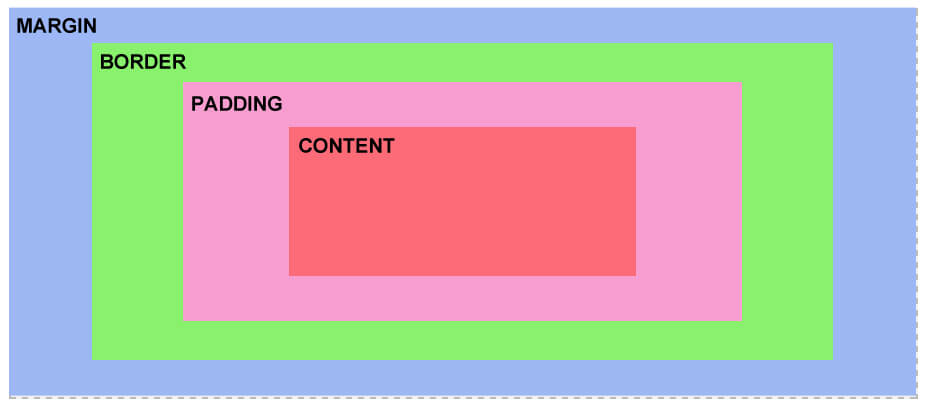 MARGIN
BORDER
PADDING
CONTENT